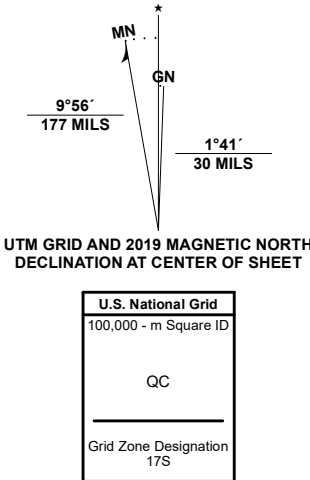 ★
MN
GN
9°56´
177 MILS
1°41´
30 MILS
UTM GRID AND 2019 MAGNETIC NORTH
DECLINATION AT CENTER OF SHEET
U.S. National Grid
100,000 - m Square ID
QC
Grid Zone Designation
17S